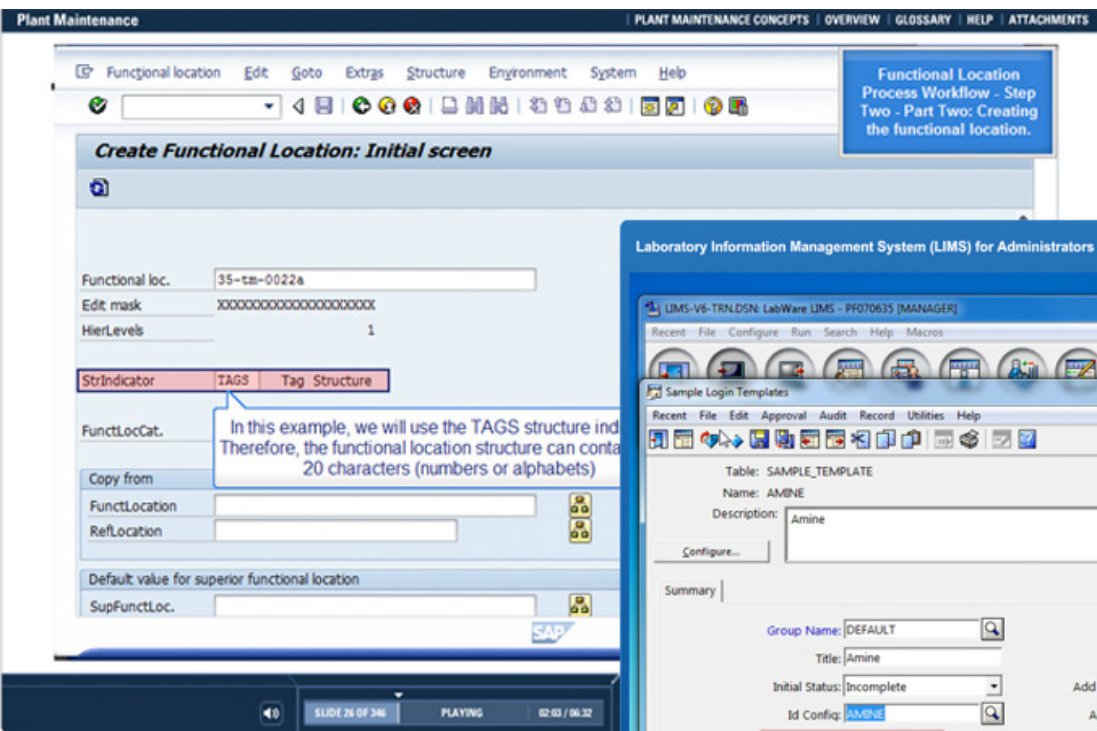 Plant Maintenance
| PLANT MAINTENANCE CONCEPTS | OVERVIEW | GLOSSARY | HELP | ATTACHMENTS
Functional location Edit Goto Extras Structure Environment System Help
Functional Location
Process Workflow - Step
Two - Part Two: Creating
the functional location.
Create Functional Location: Initial screen
Functional loc. 35-tm-0022a
Edit mask XXXXXXXXXXXXXXXXXXXX
HierLevels 1
StrIndicator TAGS Tag Structure
In this example, we will use the TAGS structure ind
Therefore, the functional location structure can conta
20 characters (numbers or alphabets)
FunctLocCat.
Copy from
FunctLocation
RefLocation
Default value for superior functional location
SupFunctLoc.
SAP
SLIDE 26 OF 346 PLAYING 02:03 / 06:32
Laboratory Information Management System (LIMS) for Administrators
LIMS-V6-TRN.DSN: LabWare LIMS - PF070635 [MANAGER]
Recent File Configure Run Search Help Macros
Sample Login Templates
Recent File Edit Approval Audit Record Utilities Help
Table: SAMPLE_TEMPLATE
Name: AMINE
Description: Amine
Configure...
Summary
Group Name: DEFAULT
Title: Amine
Initial Status: Incomplete Add
Id Config: AMINE A